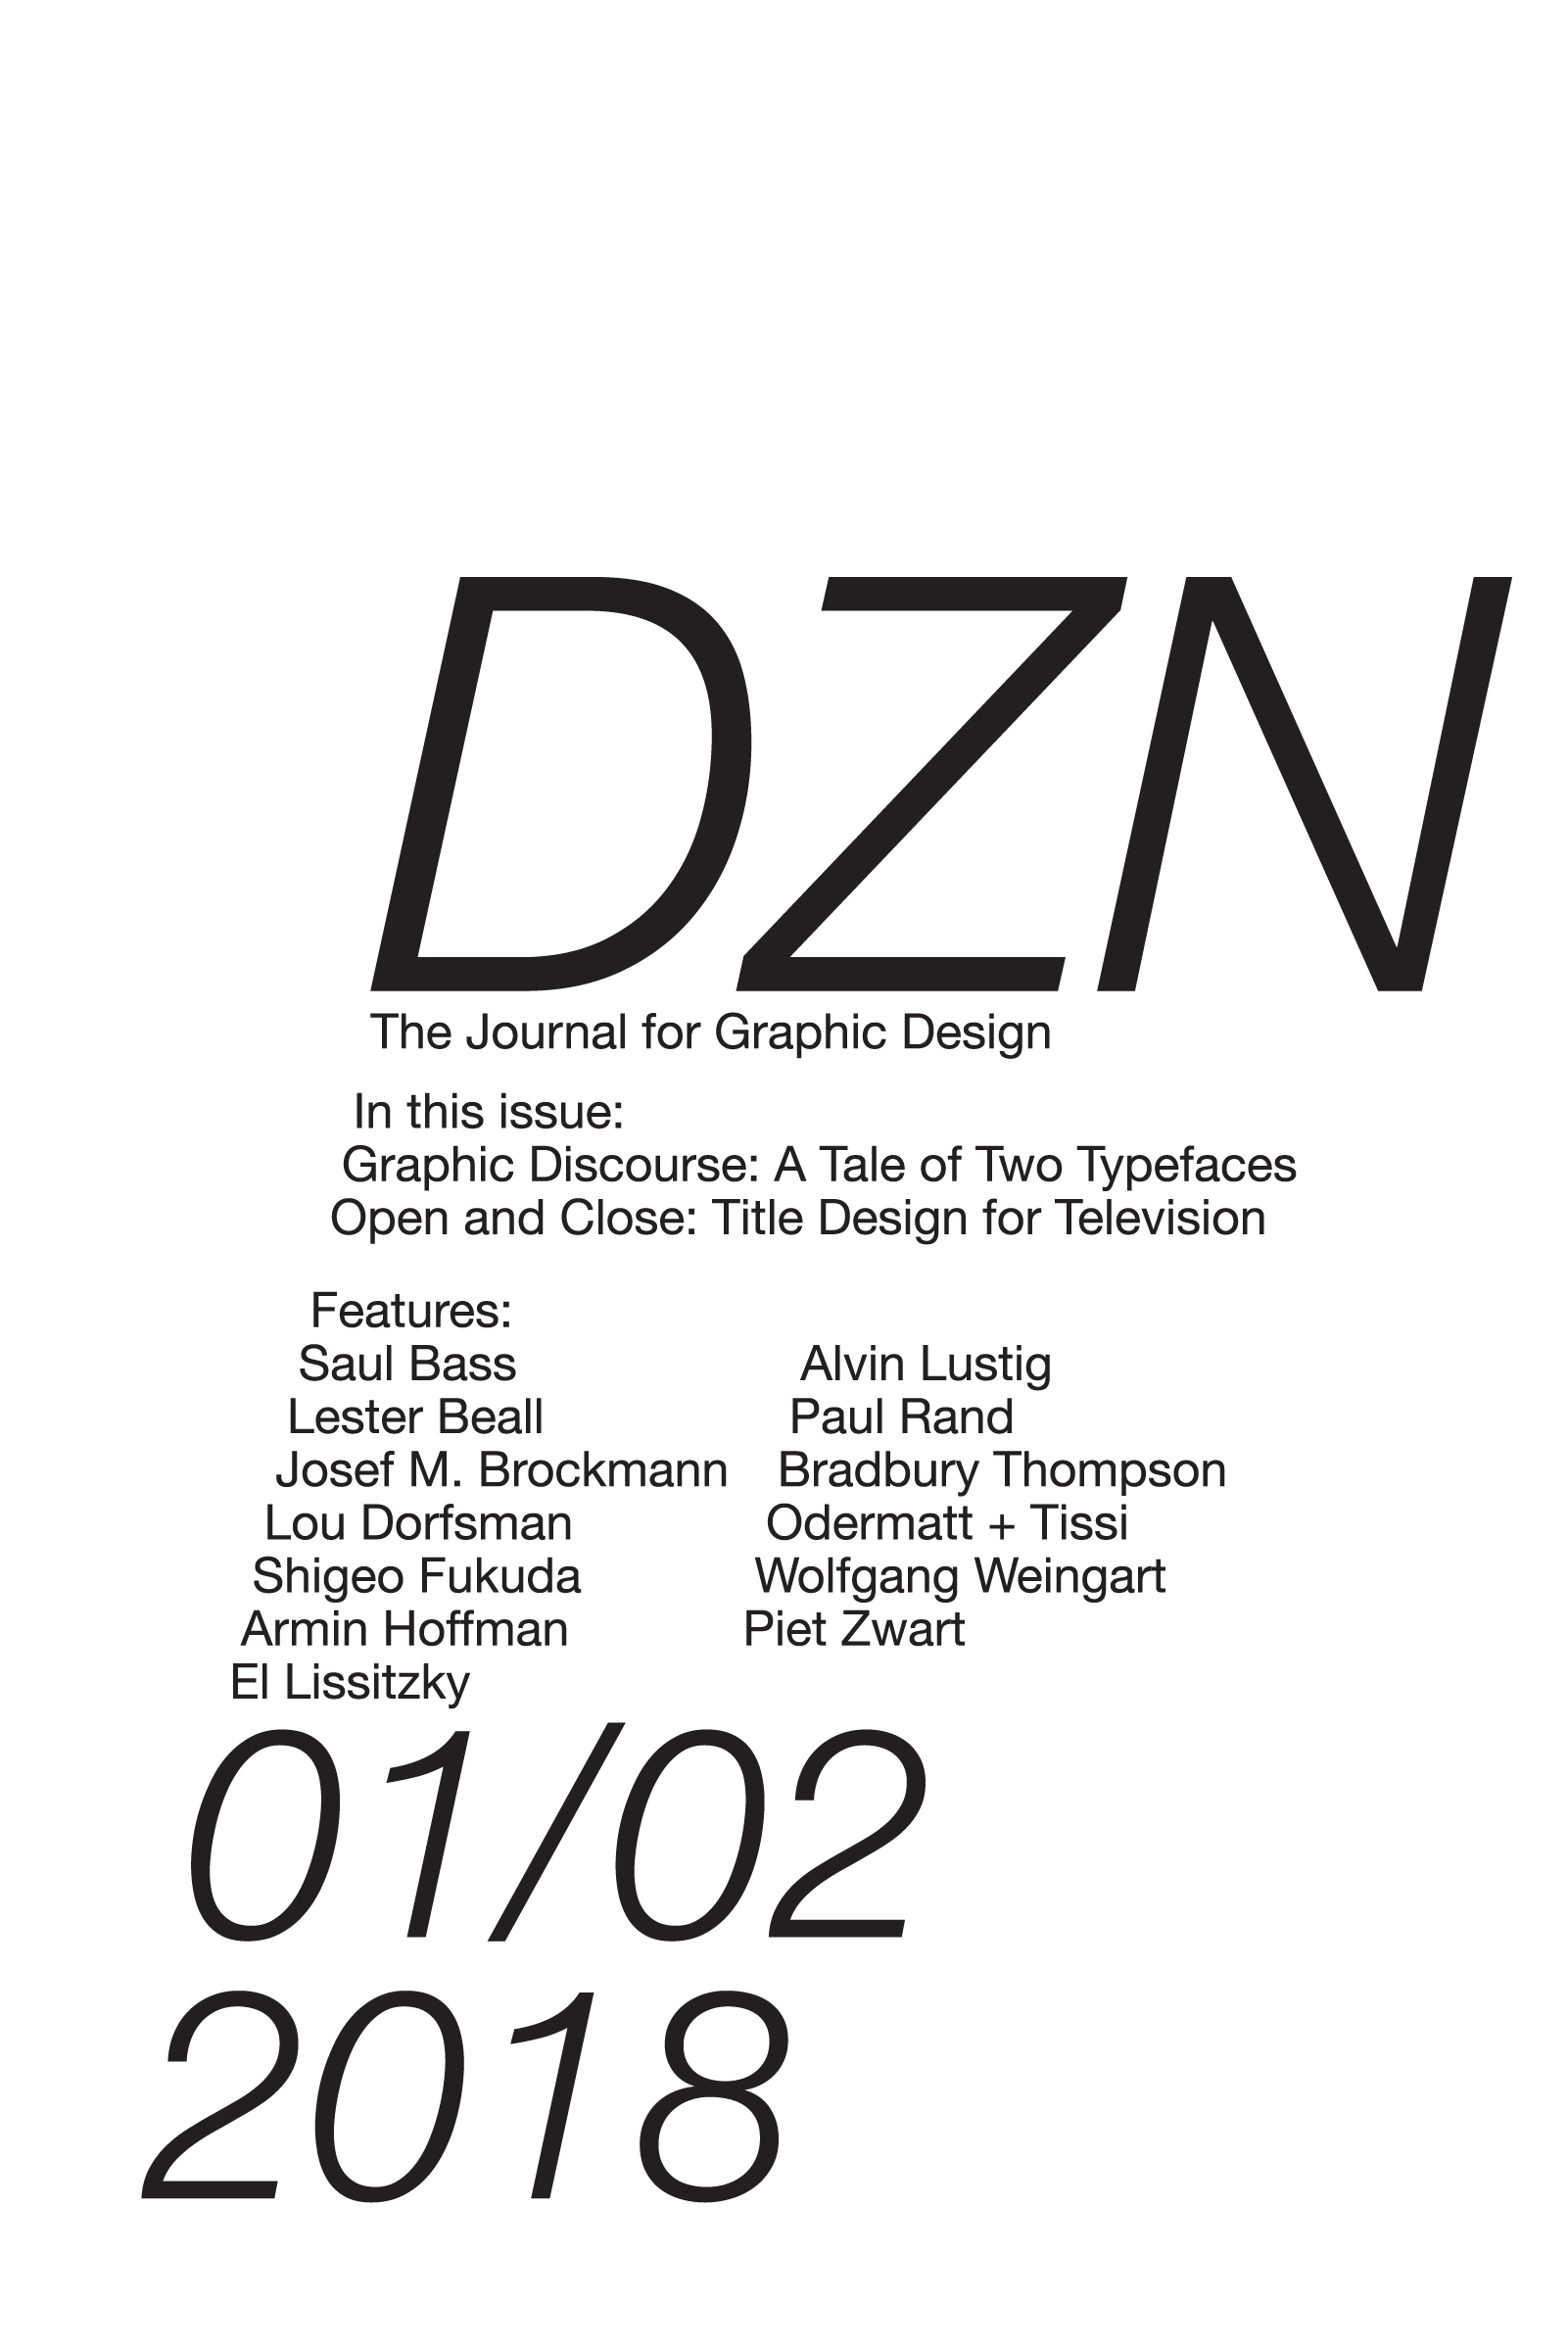 DZN
The Journal for Graphic Design
In this issue:
Graphic Discourse: A Tale of Two Typefaces
Open and Close: Title Design for Television
Features:
Saul Bass
Lester Beall
Josef M. Brockmann
Lou Dorfsman
Shigeo Fukuda
Armin Hoffman
El Lissitzky
Alvin Lustig
Paul Rand
Bradbury Thompson
Odermatt + Tissi
Wolfgang Weingart
Piet Zwart
01/02
2018